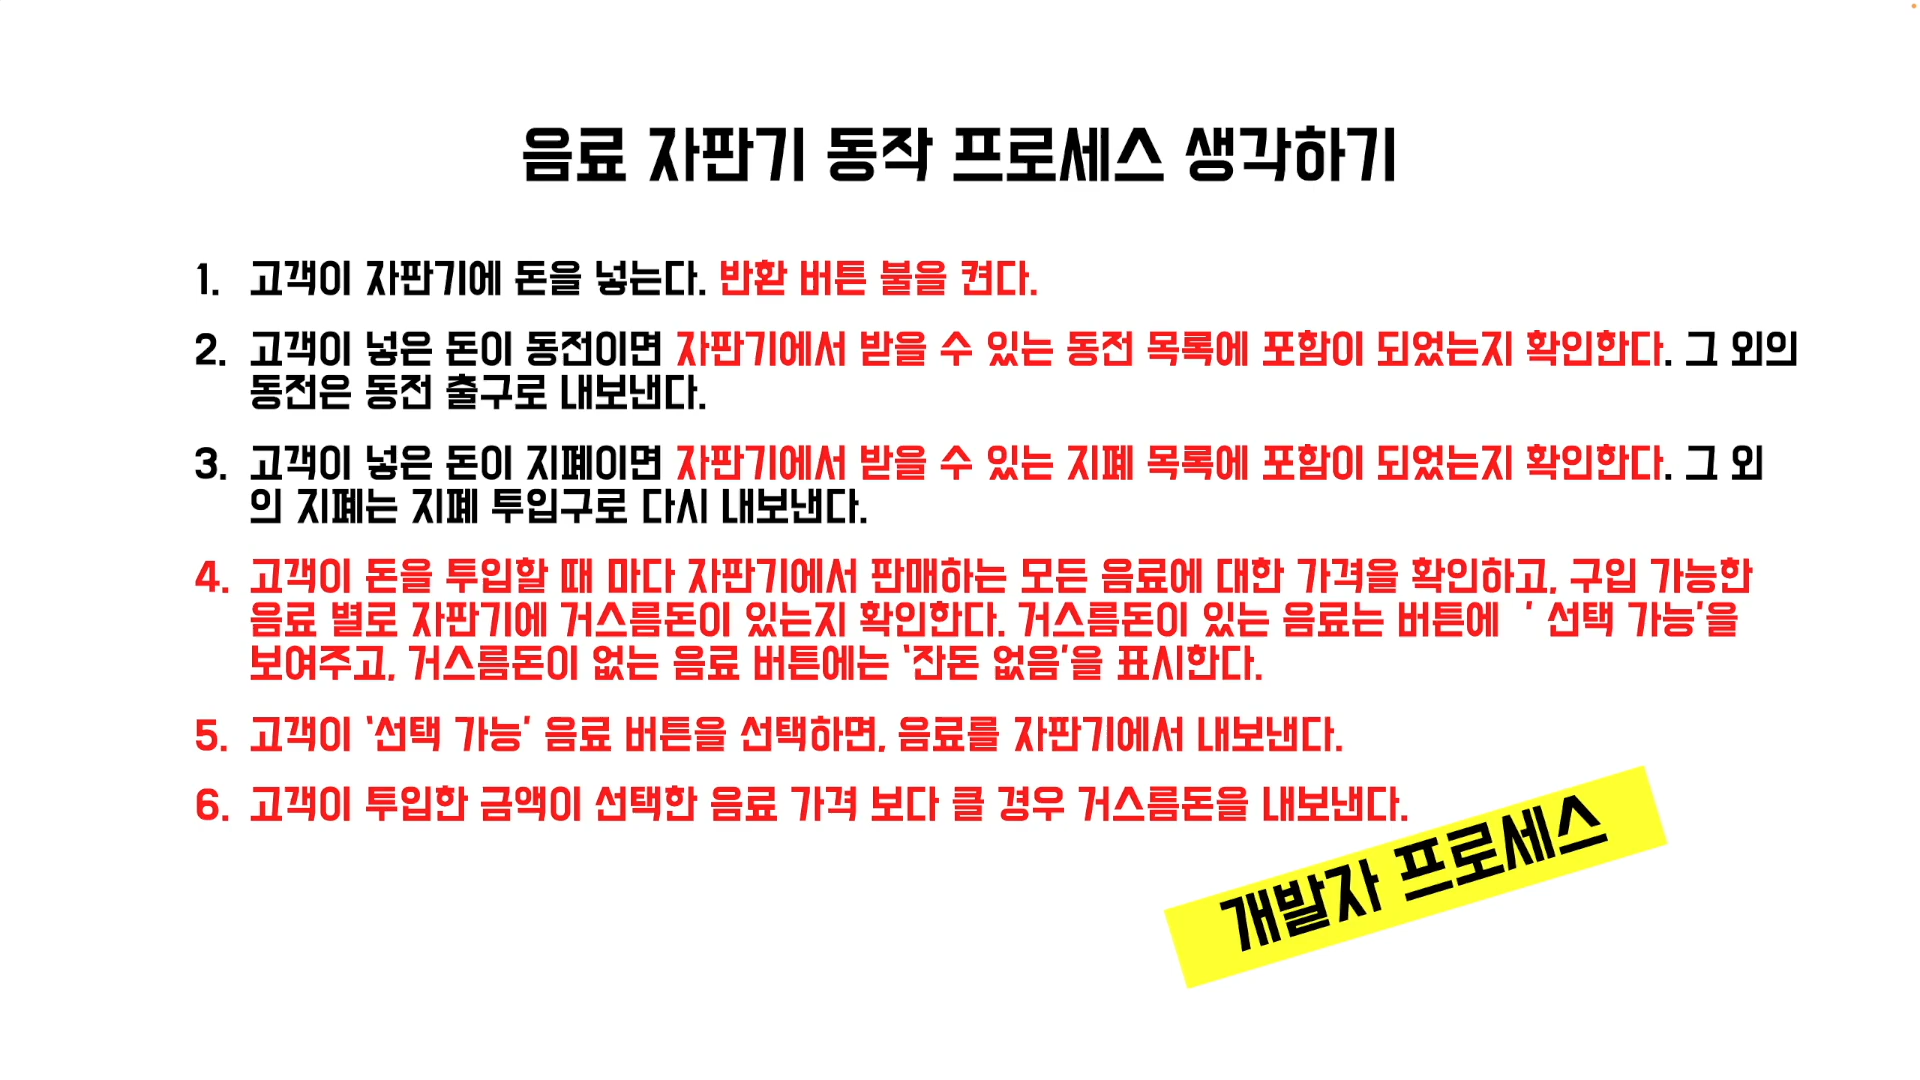 음료 자판기 동작 프로세스 생각하기
1. 고객이 자판기에 돈을 넣는다. 반환 버튼 불을 켠다.
2. 고객이 넣은 돈이 동전이면 자판기에서 받을 수 있는 동전 목록에 포함이 되었는지 확인한다. 그 외의
동전은 동전 출구로 내보낸다.
3. 고객이 넣은 돈이 지폐이면 자판기에서 받을 수 있는 지폐 목록에 포함이 되었는지 확인한다. 그 외
의 지폐는 지폐 투입구로 다시 내보낸다.
4. 고객이 돈을 투입할 때 마다 자판기에서 판매하는 모든 음료에 대한 가격을 확인하고, 구입 가능한
음료 별로 자판기에 거스름돈이 있는지 확인한다. 거스름돈이 있는 음료는 버튼에 ’ 선택 가능’을
보여주고, 거스름돈이 없는 음료 버튼에는 ‘잔돈 없음’을 표시한다.
5. 고객이 ‘선택 가능’ 음료 버튼을 선택하면, 음료를 자판기에서 내보낸다.
6. 고객이 투입한 금액이 선택한 음료 가격 보다 클 경우 거스름돈을 내보낸다.
개발자 프로세스